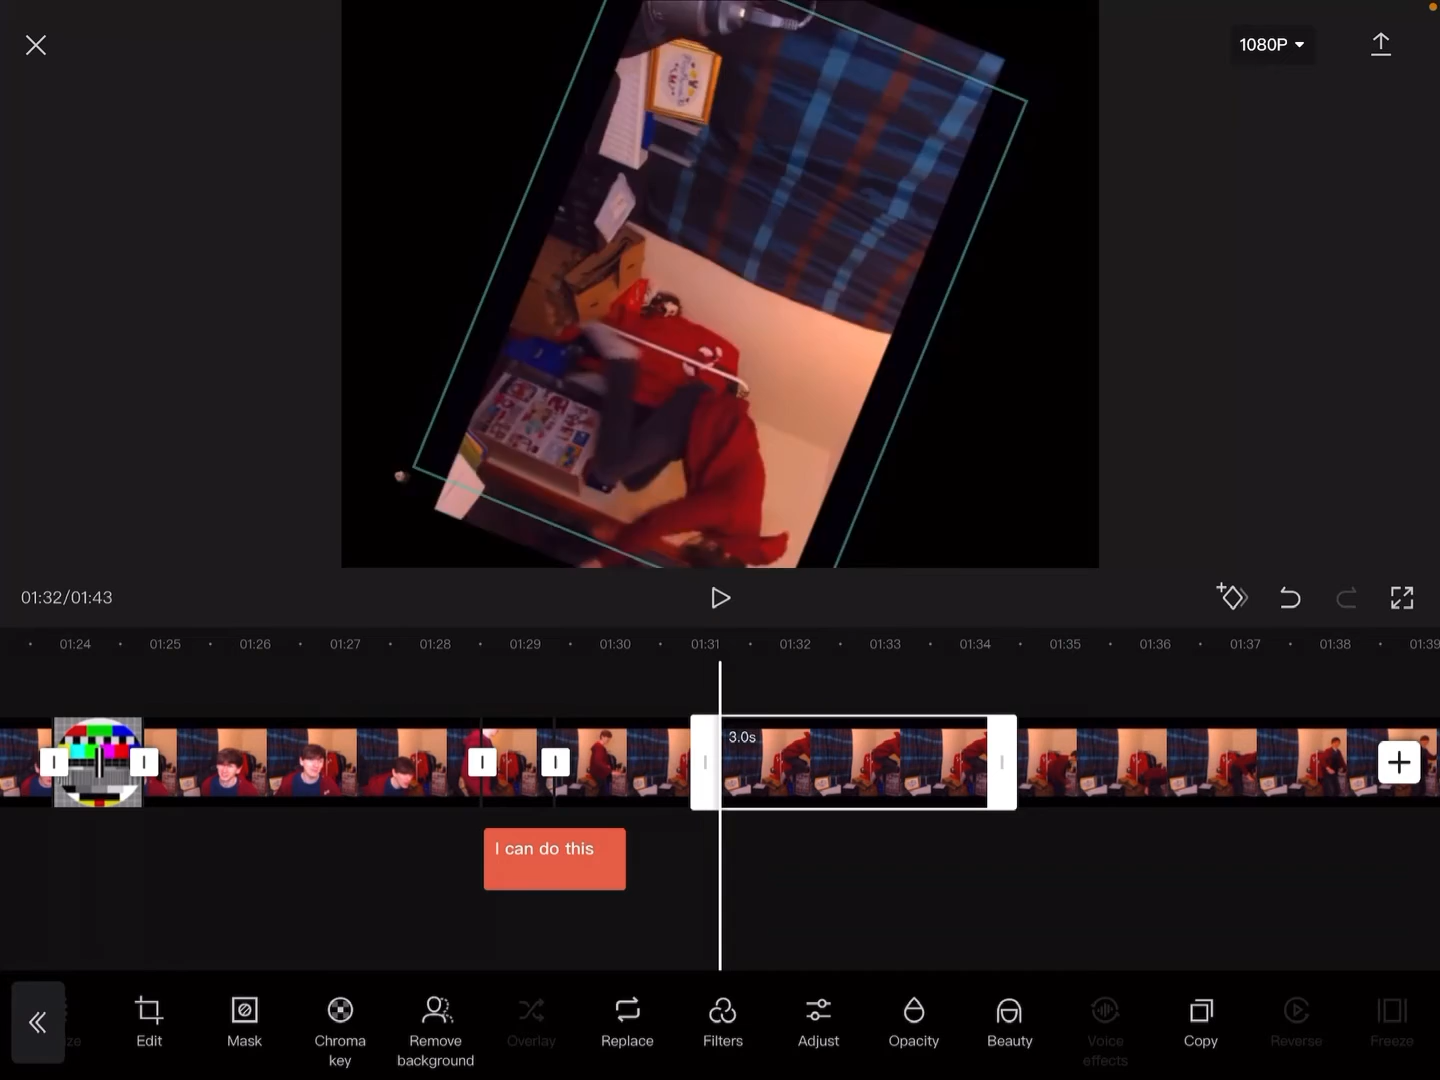 1080P
01:32/01:43
01:24 01:25 01:26 01:27 01:28 01:29 01:30 01:31 01:32 01:33 01:34 01:35 01:36 01:37 01:38 01:39
3.0s
I can do this
ze
Edit
Mask
Chroma
key
Remove
background
Overlay
Replace
Filters
Adjust
Opacity
Beauty
Voice
effects
Copy
Reverse
Freeze